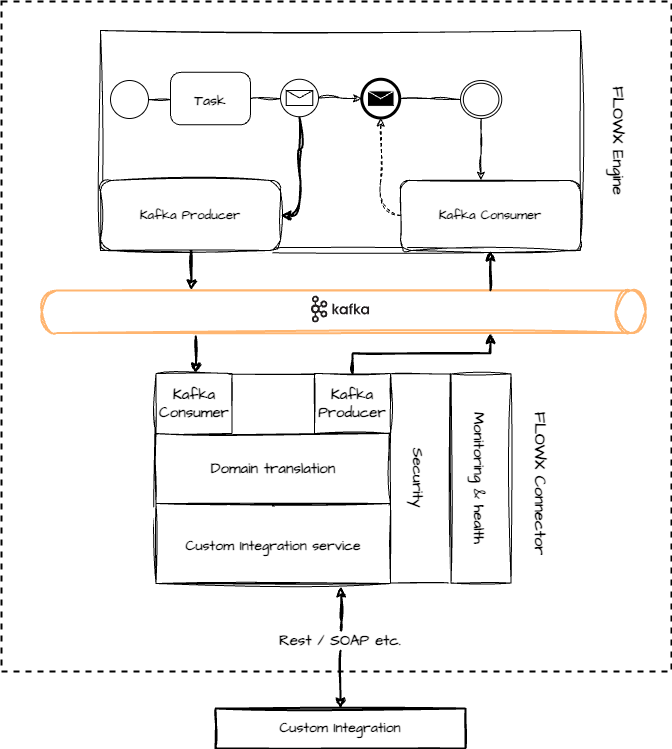 Task
FLOWX Engine
Kafka Producer
Kafka Consumer
kafka
Kafka
Consumer
Kafka
Producer
Domain translation
Custom Integration service
Security
Monitoring & health
FLOWX Connector
Rest / SOAP etc.
Custom Integration